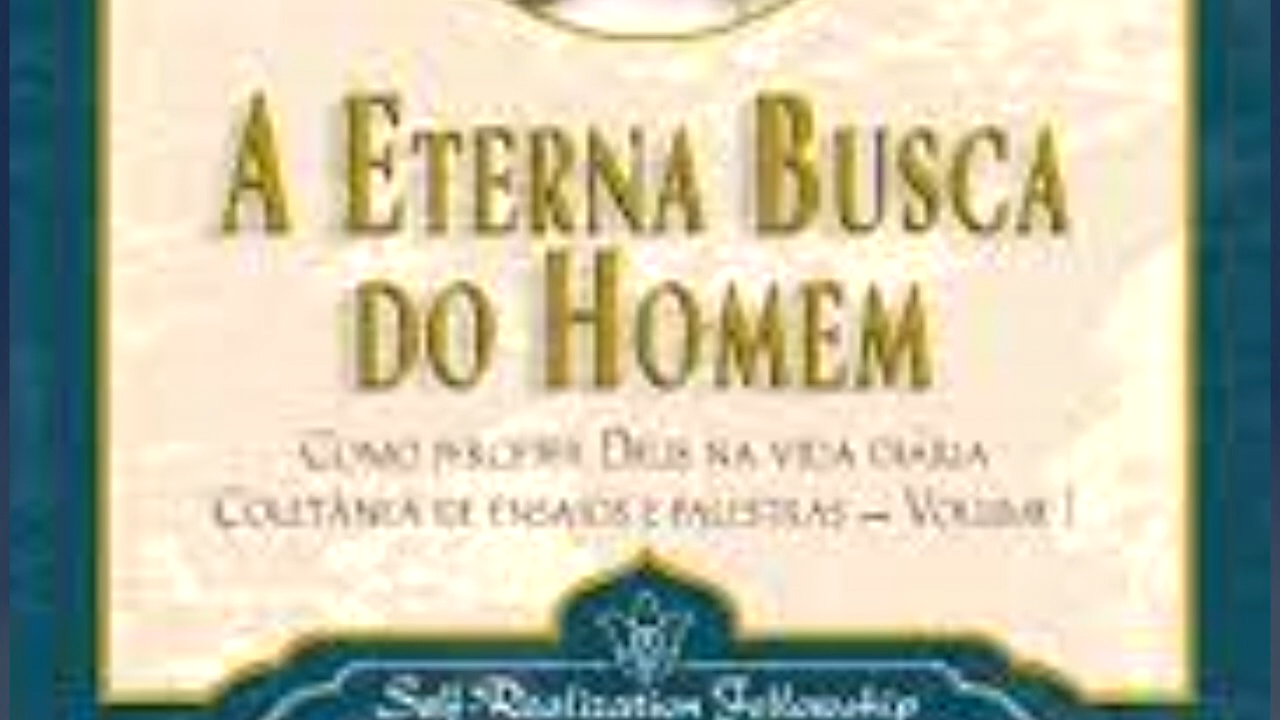 A ETERNA BUSCA
DO HOMEM
COMO PERCEBER DEUS NA VIDA DIÁRIA
COLETÂNEA DE ENSAIOS E PALESTRAS — VOLUME I
Self-Realization Fellowship